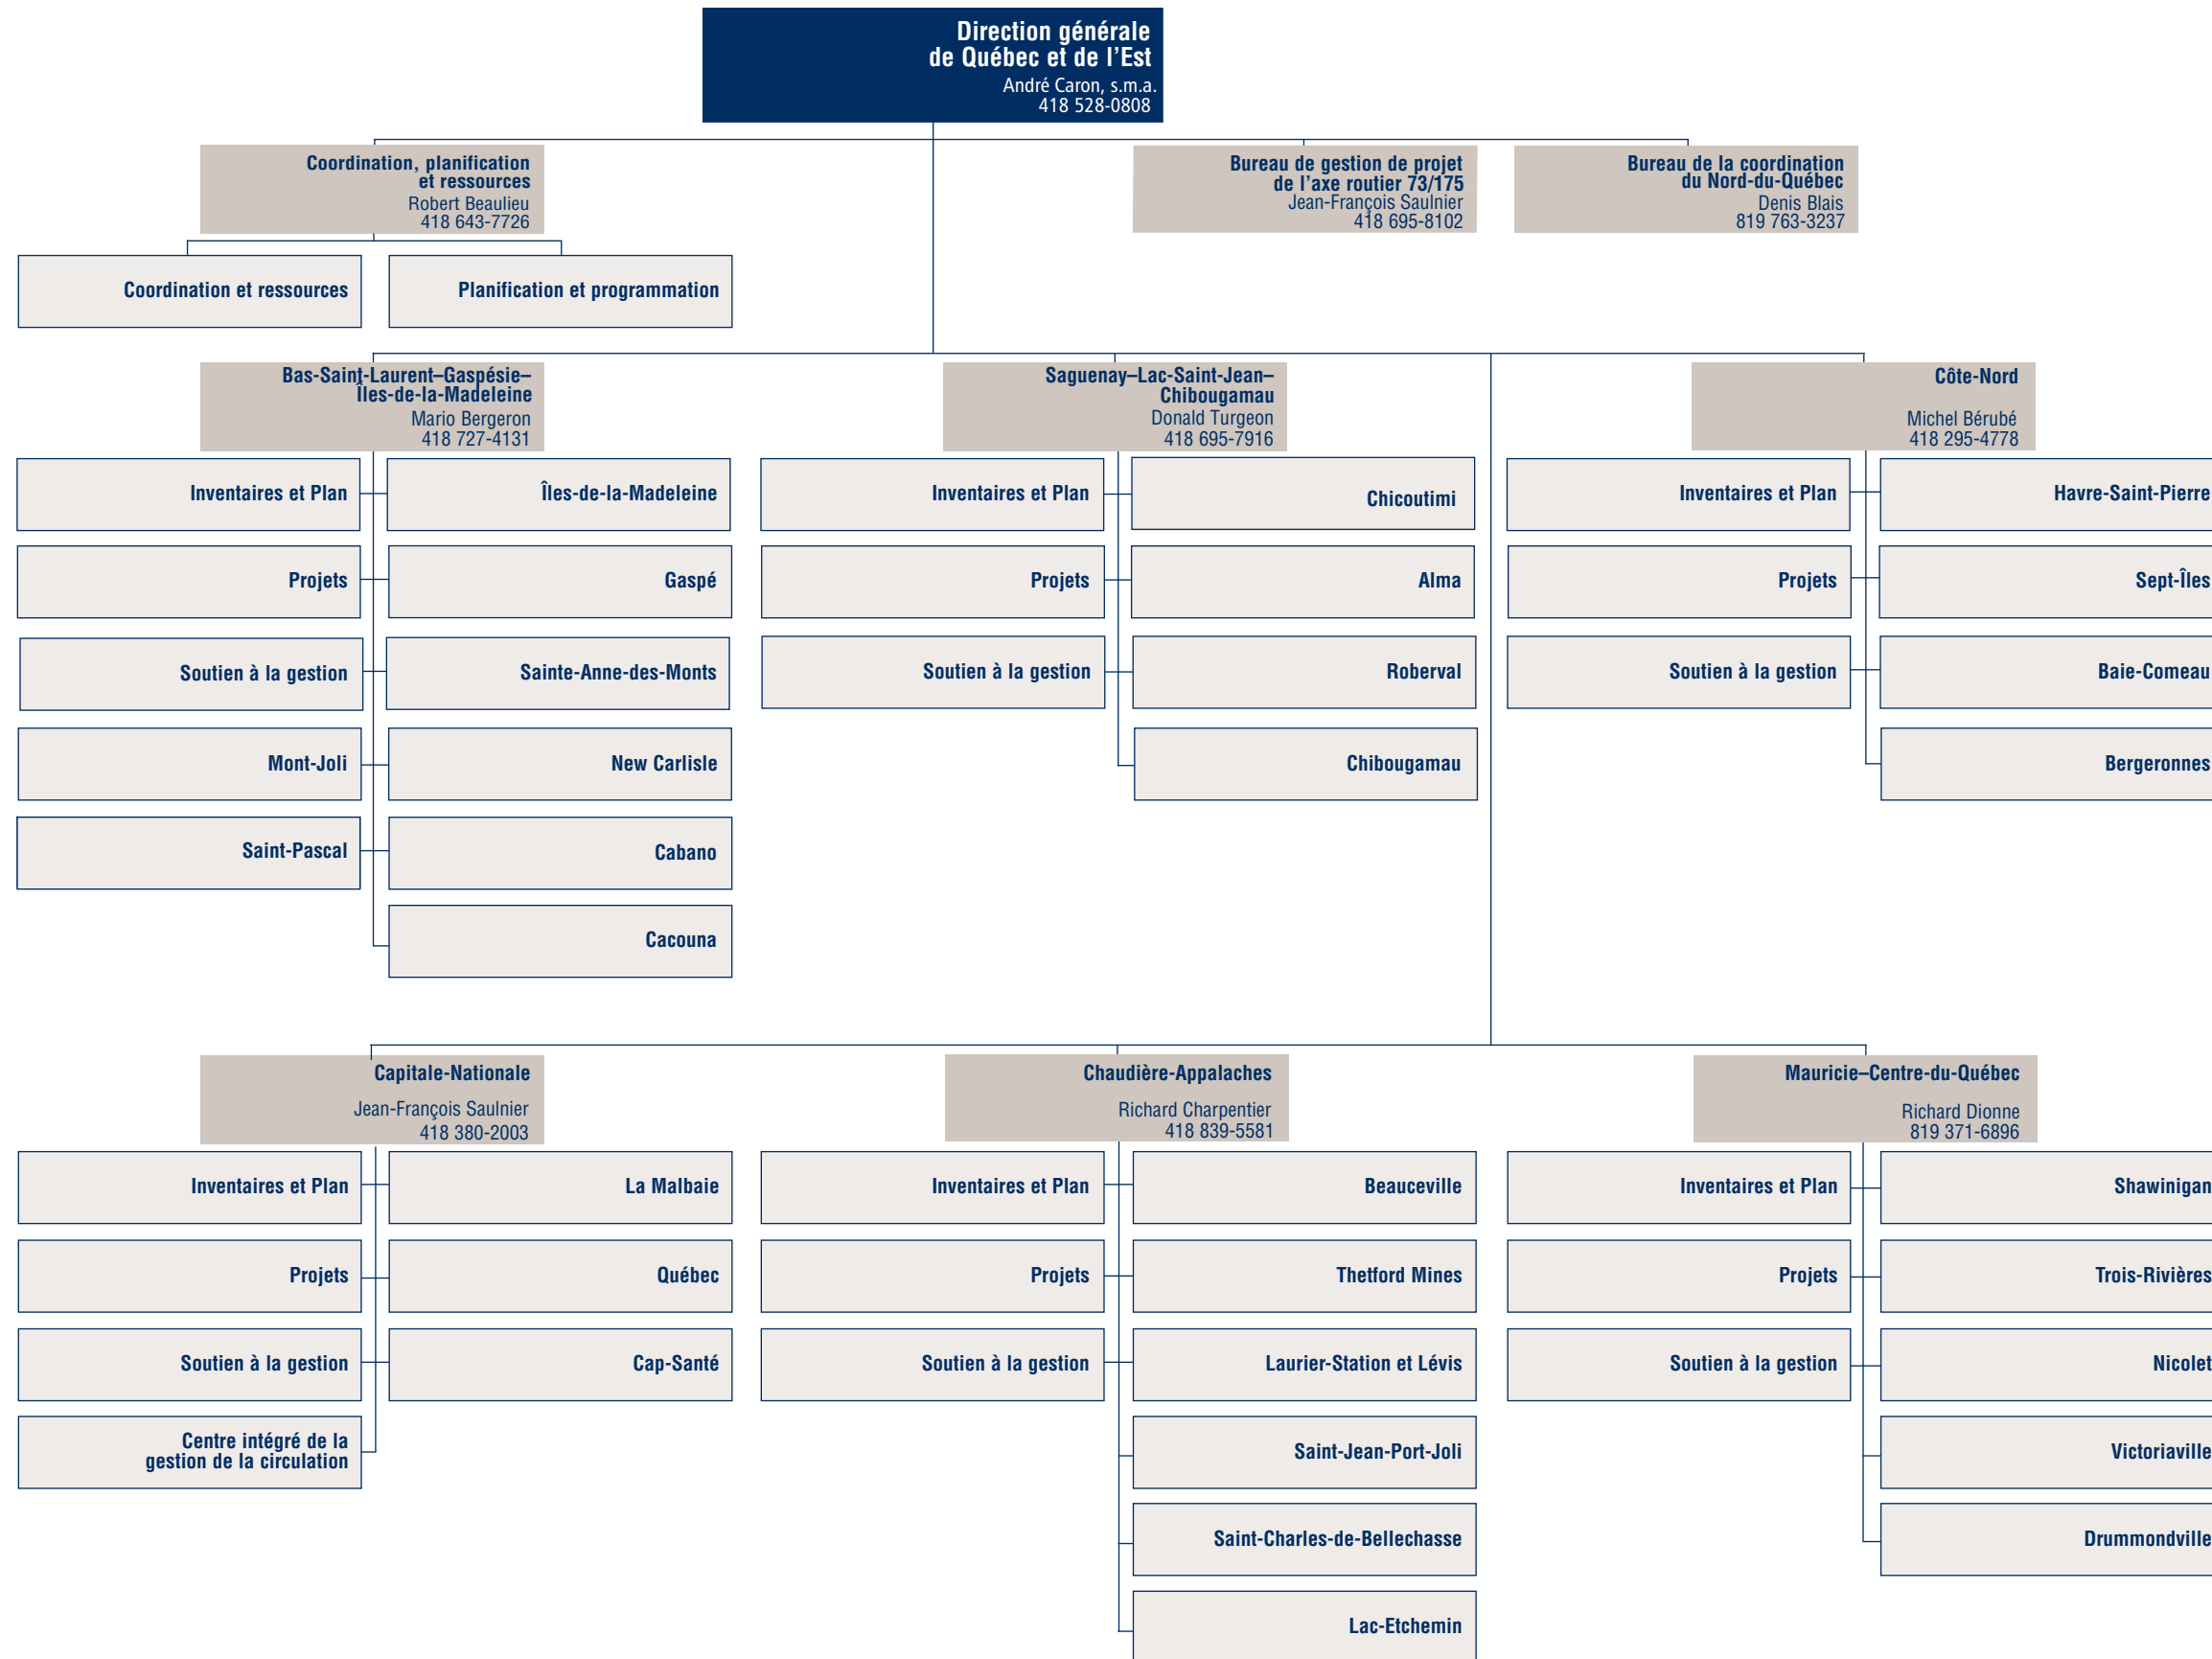 Direction générale
de Québec et de l'Est
André Caron, s.m.a.
418 528-0808
Coordination, planification
et ressources
Robert Beaulieu
418 643-7726
Bureau de gestion de projet
de l'axe routier 73/175
Jean-François Saulnier
418 695-8102
Bureau de la coordination
du Nord-du-Québec
Denis Blais
819 763-3237
Coordination et ressources
Planification et programmation
Bas-Saint-Laurent–Gaspésie–
Îles-de-la-Madeleine
Mario Bergeron
418 727-4131
Inventaires et Plan
Îles-de-la-Madeleine
Projets
Gaspé
Soutien à la gestion
Sainte-Anne-des-Monts
Mont-Joli
New Carlisle
Saint-Pascal
Cabano
Cacouna
Saguenay–Lac-Saint-Jean–
Chibougamau
Donald Turgeon
418 695-7916
Inventaires et Plan
Chicoutimi
Projets
Alma
Soutien à la gestion
Roberval
Chibougamau
Côte-Nord
Michel Bérubé
418 295-4778
Inventaires et Plan
Havre-Saint-Pierre
Projets
Sept-Îles
Soutien à la gestion
Baie-Comeau
Bergeronnes
Capitale-Nationale
Jean-François Saulnier
418 380-2003
Inventaires et Plan
La Malbaie
Projets
Québec
Soutien à la gestion
Cap-Santé
Centre intégré de la
gestion de la circulation
Chaudière-Appalaches
Richard Charpentier
418 839-5581
Inventaires et Plan
Beauceville
Projets
Thetford Mines
Soutien à la gestion
Laurier-Station et Lévis
Saint-Jean-Port-Joli
Saint-Charles-de-Bellechasse
Lac-Etchemin
Mauricie–Centre-du-Québec
Richard Dionne
819 371-6896
Inventaires et Plan
Shawinigan
Projets
Trois-Rivières
Soutien à la gestion
Nicolet
Victoriaville
Drummondville